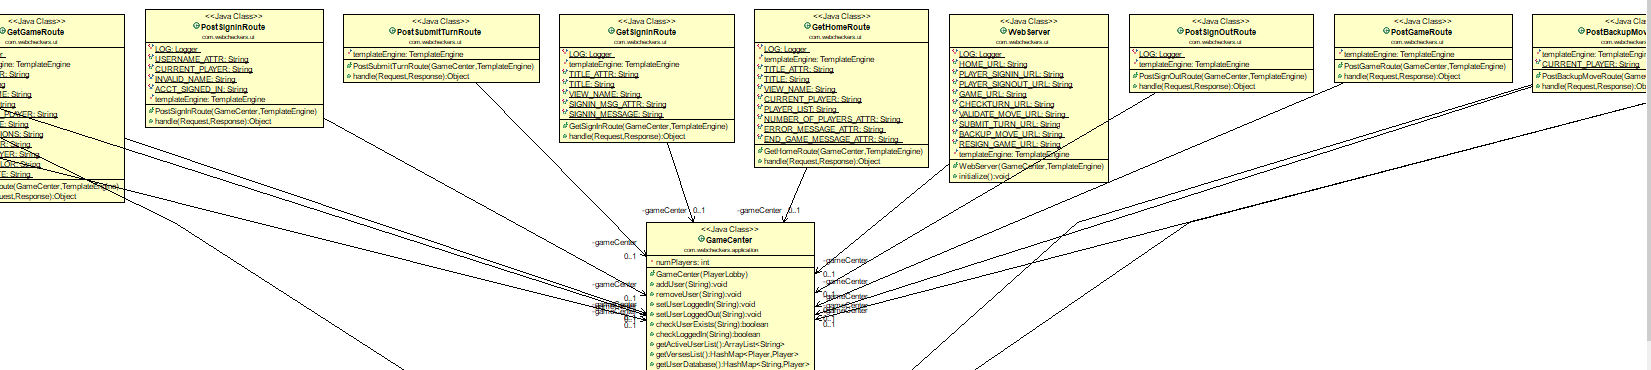 <<Java Class>>
GetGameRoute
com.webcheckers.ui
String
String
String
String
String
TION: String
String
String
LOR: String
String
oute(GameCenter,TemplateEngine)
uest,Response):Object
<<Java Class>>
PostSignInRoute
com.webcheckers.ui
LOG: Logger
USERNAME_ATTR: String
CURRENT_PLAYER: String
INVALID_NAME: String
ACCT_SIGNED_IN: String
templateEngine: TemplateEngine
PostSignInRoute(GameCenter,TemplateEngine)
handle(Request,Response):Object
<<Java Class>>
PostSubmitTurnRoute
com.webcheckers.ui
templateEngine: TemplateEngine
PostSubmitTurnRoute(GameCenter,TemplateEngine)
handle(Request,Response):Object
<<Java Class>>
GetSignInRoute
com.webcheckers.ui
LOG: Logger
templateEngine: TemplateEngine
TITLE_ATTR: String
TITLE: String
VIEW_NAME: String
SIGNIN_MSG_ATTR: String
SIGNIN_MESSAGE: String
GetSignInRoute(GameCenter,TemplateEngine)
handle(Request,Response):Object
<<Java Class>>
GetHomeRoute
com.webcheckers.ui
LOG: Logger
templateEngine: TemplateEngine
TITLE_ATTR: String
TITLE: String
VIEW_NAME: String
CURRENT_PLAYER: String
PLAYER_LIST: String
NUMBER_OF_PLAYERS_ATTR: String
ERROR_MESSAGE_ATTR: String
END_GAME_MESSAGE_ATTR: String
GetHomeRoute(GameCenter,TemplateEngine)
handle(Request,Response):Object
<<Java Class>>
WebServer
com.webcheckers.ui
LOG: Logger
HOME_URL: String
PLAYER_SIGNIN_URL: String
PLAYER_SIGNOUT_URL: String
GAME_URL: String
CHECKTURN_URL: String
VALIDATE_MOVE_URL: String
SUBMIT_TURN_URL: String
BACKUP_MOVE_URL: String
RESIGN_GAME_URL: String
templateEngine: TemplateEngine
WebServer(GameCenter,TemplateEngine)
initialize():void
<<Java Class>>
PostSignOutRoute
com.webcheckers.ui
LOG: Logger
templateEngine: TemplateEngine
PostSignOutRoute(GameCenter,TemplateEngine)
handle(Request,Response):Object
<<Java Class>>
PostGameRoute
com.webcheckers.ui
templateEngine: TemplateEngine
PostGameRoute(GameCenter,TemplateEngine)
handle(Request,Response):Object
<<Java Cla
PostBackupMov
com.webcheckers
templateEngine: Templat
CURRENT_PLAYER: String
PostBackupMoveRoute(Game
handle(Request,Response):O
-gameCenter 0..1
-gameCenter 0..1
-gameCenter
0..1
-gameCenter
0..1
-gameCenter
0..1
-gameCenter
0..1
-gameCenter
0..1
-gameCenter
-gameCenter
0..1
<<Java Class>>
GameCenter
com.webcheckers.application
numPlayers: int
GameCenter(PlayerLobby)
addUser(String):void
removeUser(String):void
setUserLoggedIn(String):void
setUserLoggedOut(String):void
checkUserExists(String):boolean
checkLoggedIn(String):boolean
getActiveUserList():ArrayList<String>
getVersesList():HashMap<Player,Player>
getUserDatabase():HashMap<String,Player>